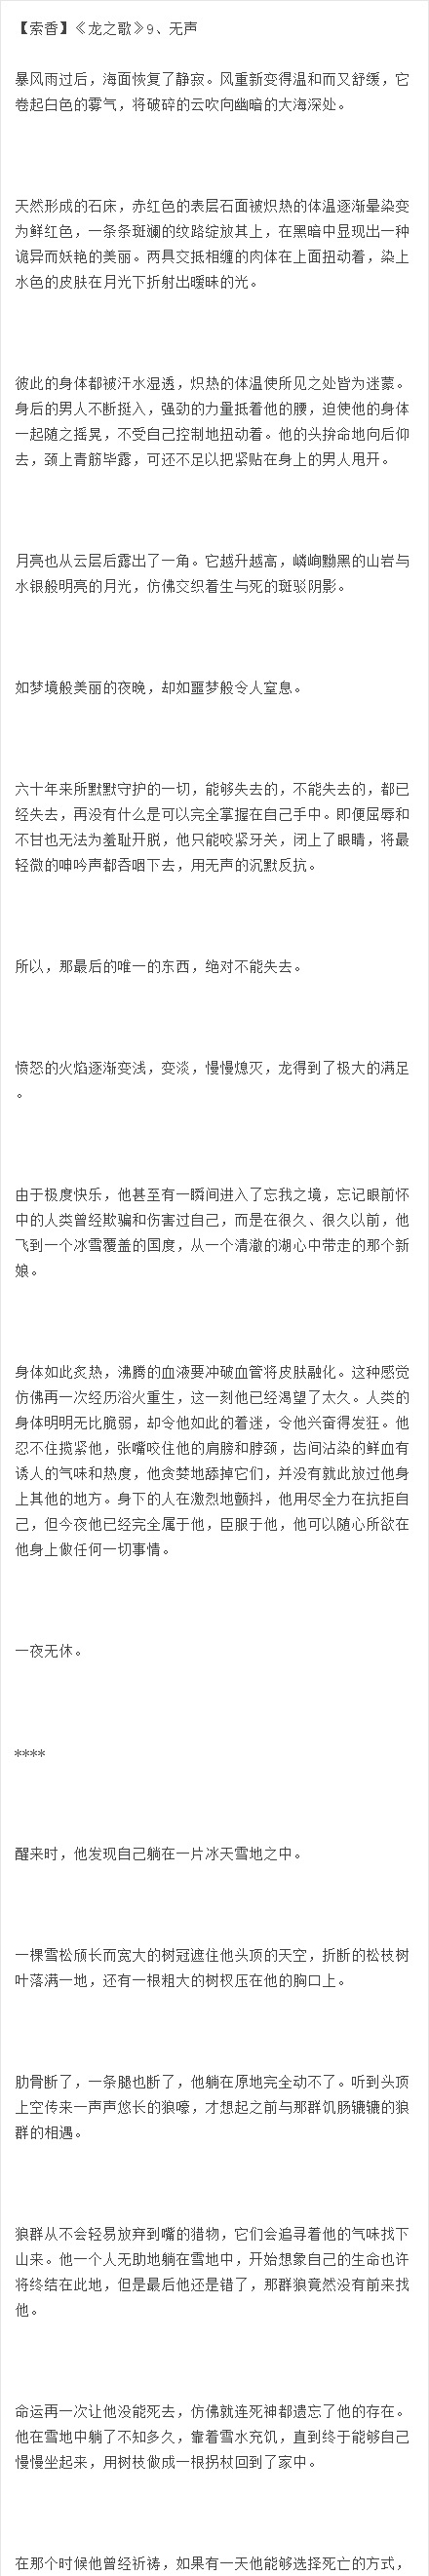 【索香】《龙之歌》9、无声
暴风雨过后，海面恢复了静寂。风重新变得温和而又舒缓，它
卷起白色的雾气，将破碎的云吹向幽暗的大海深处。
天然形成的石床，赤红色的表层石面被炽热的体温逐渐晕染变
为鲜红色，一条条斑斓的纹路绽放其上，在黑暗中显现出一种
诡异而妖艳的美丽。两具交抵相缠的肉体在上面扭动着，染上
水色的皮肤在月光下折射出暧昧的光。
彼此的身体都被汗水湿透，炽热的体温使所见之处皆为迷蒙。
身后的男人不断挺入，强劲的力量抵着他的腰，迫使他的身体
一起随之摇晃，不受自己控制地扭动着。他的头拚命地向后仰
去，颈上青筋毕露，可还不足以把紧贴在身上的男人甩开。
月亮也从云层后露出了一角。它越升越高，嶙峋黝黑的山岩与
水银般明亮的月光，仿佛交织着生与死的斑驳阴影。
如梦境般美丽的夜晚，却如噩梦般令人窒息。
六十年来所默默守护的一切，能够失去的，不能失去的，都已
经失去，再没有什么是可以完全掌握在自己手中。即便屈辱和
不甘也无法为羞耻开脱，他只能咬紧牙关，闭上了眼睛，将最
轻微的呻吟声都吞咽下去，用无声的沉默反抗。
所以，那最后的唯一的东西，绝对不能失去。
愤怒的火焰逐渐变浅，变淡，慢慢熄灭，龙得到了极大的满足
。
由于极度快乐，他甚至有一瞬间进入了忘我之境，忘记眼前怀
中的人类曾经欺骗和伤害过自己，而是在很久、很久以前，他
飞到一个冰雪覆盖的国度，从一个清澈的湖心中带走的那个新
娘。
身体如此炙热，沸腾的血液要冲破血管将皮肤融化。这种感觉
仿佛再一次经历浴火重生，这一刻他已经渴望了太久。人类的
身体明明无比脆弱，却令他如此的着迷，令他兴奋得发狂。他
忍不住揽紧他，张嘴咬住他的肩膀和脖颈，齿间沾染的鲜血有
诱人的气味和热度，他贪婪地舔掉它们，并没有就此放过他身
上其他的地方。身下的人在激烈地颤抖，他用尽全力在抗拒自
己，但今夜他已经完全属于他，臣服于他，他可以随心所欲在
他身上做任何一切事情。
一夜无休。
****
醒来时，他发现自己躺在一片冰天雪地之中。
一棵雪松颀长而宽大的树冠遮住他头顶的天空，折断的松枝树
叶落满一地，还有一根粗大的树杈压在他的胸口上。
肋骨断了，一条腿也断了，他躺在原地完全动不了。听到头顶
上空传来一声声悠长的狼嚎，才想起之前与那群饥肠辘辘的狼
群的相遇。
狼群从不会轻易放弃到嘴的猎物，它们会追寻着他的气味找下
山来。他一个人无助地躺在雪地中，开始想象自己的生命也许
将终结在此地，但是最后他还是错了，那群狼竟然没有前来找
他。
命运再一次让他没能死去，仿佛就连死神都遗忘了他的存在。
他在雪地中躺了不知多久，靠着雪水充饥，直到终于能够自己
慢慢坐起来，用树枝做成一根拐杖回到了家中。
在那个时候他曾经祈祷，如果有一天他能够选择死亡的方式，